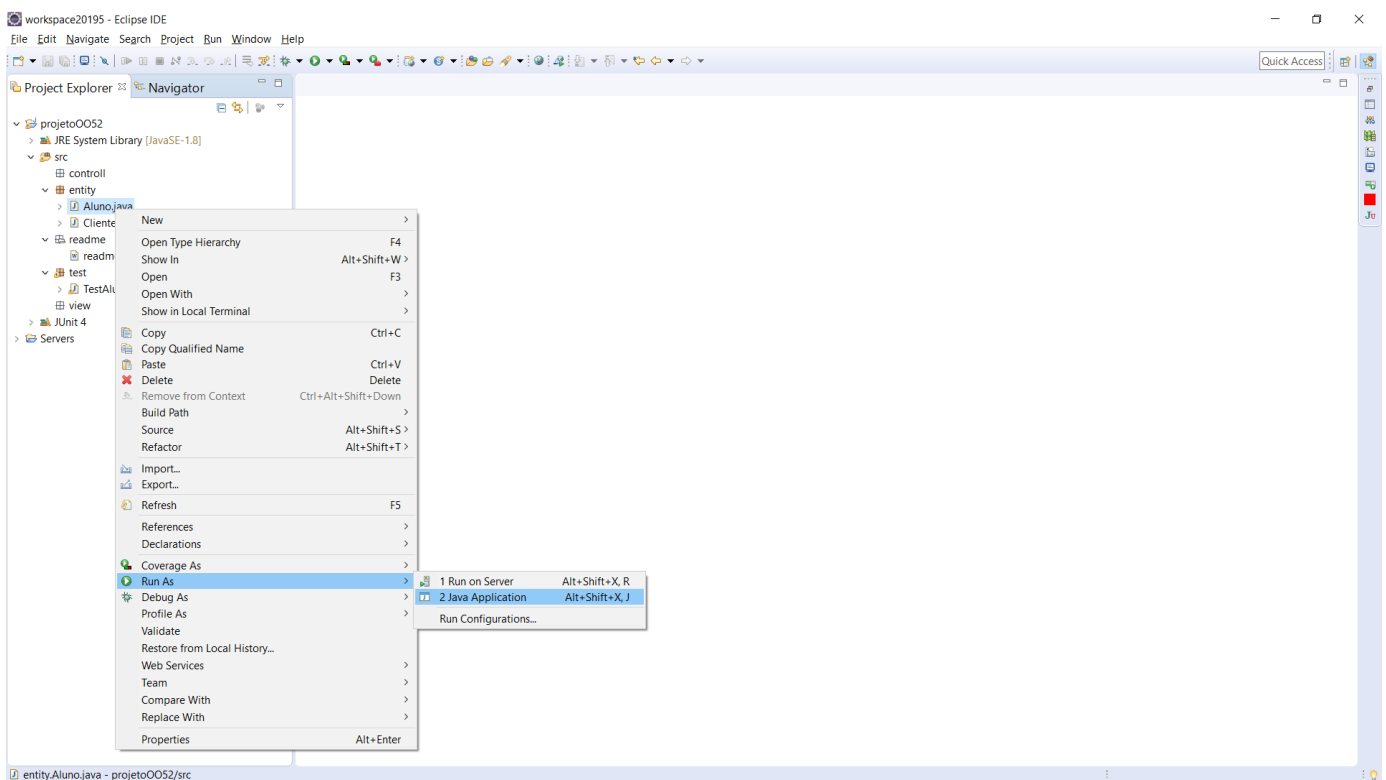 workspace20195 - Eclipse IDE
File Edit Navigate Search Project Run Window Help
Quick Access
Project Explorer Navigator
projetoOO52
JRE System Library [JavaSE-1.8]
src
controll
entity
Aluno.java
Cliente
readme
readm
test
TestAlu
view
JUnit 4
Servers
New
Open Type Hierarchy F4
Show In Alt+Shift+W
Open F3
Open With
Show in Local Terminal
Copy Ctrl+C
Copy Qualified Name
Paste Ctrl+V
Delete Delete
Remove from Context Ctrl+Alt+Shift+Down
Build Path
Source Alt+Shift+S
Refactor Alt+Shift+T
Import...
Export...
Refresh F5
References
Declarations
Coverage As
Run As
Debug As
Profile As
Validate
Restore from Local History...
Web Services
Team
Compare With
Replace With
Properties Alt+Enter
1 Run on Server Alt+Shift+X, R
2 Java Application Alt+Shift+X, J
Run Configurations...
entity.Aluno.java - projetoOO52/src